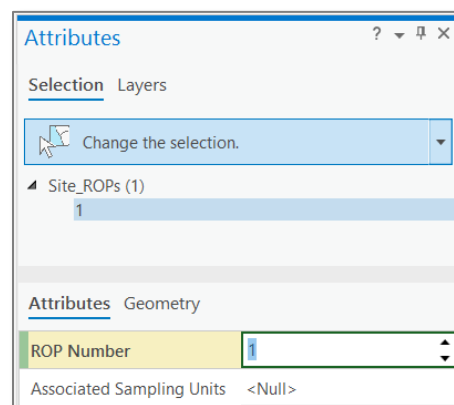 Attributes ?
Selection Layers
Change the selection.
Site_ROPs (1)
1
Attributes Geometry
ROP Number 1
Associated Sampling Units <Null>